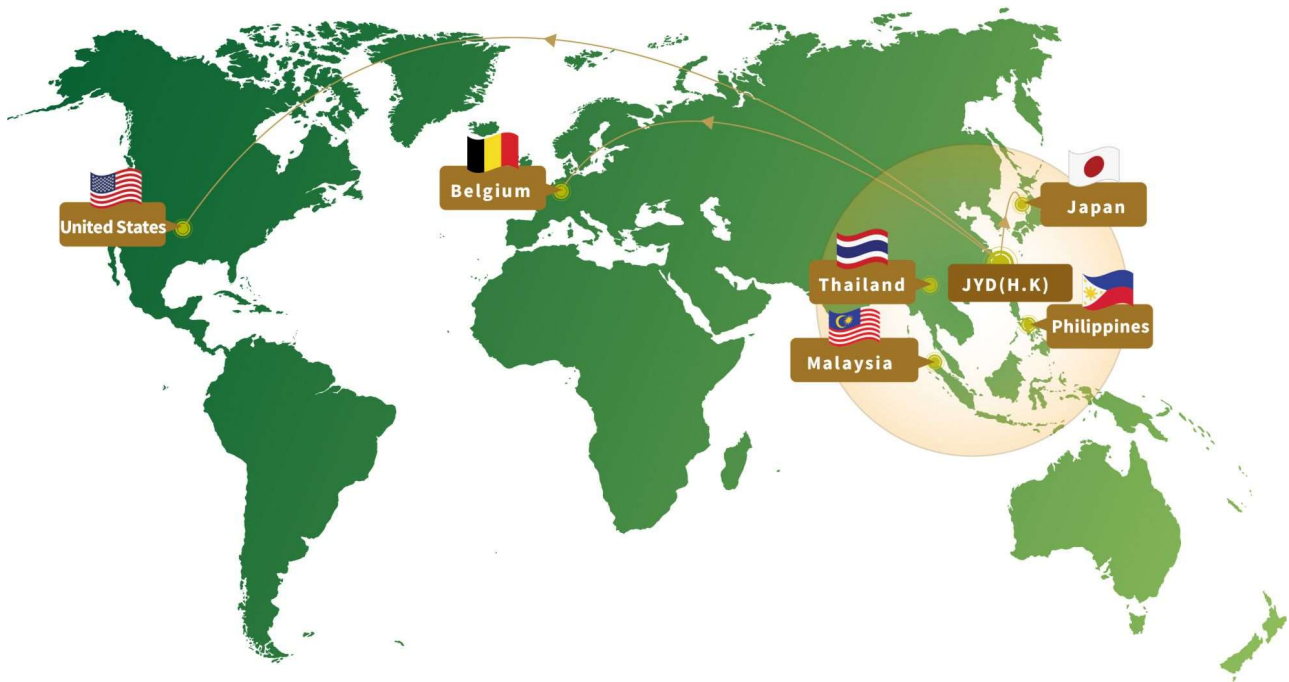 United States
Belgium
Japan
Thailand
JYD(H.K)
Philippines
Malaysia